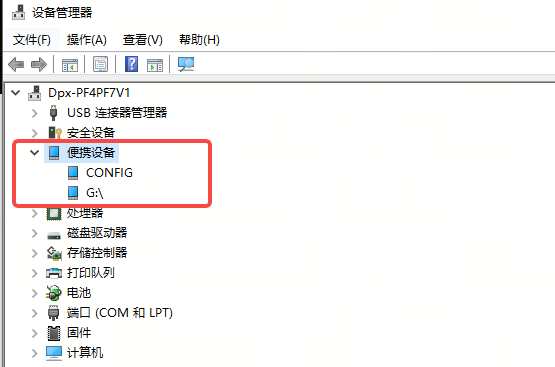 设备管理器
文件(F) 操作(A) 查看(V) 帮助(H)
Dpx-PF4PF7V1
USB 连接器管理器
安全设备
便携设备
CONFIG
G:\
处理器
磁盘驱动器
存储控制器
打印队列
电池
端口 (COM 和 LPT)
固件
计算机